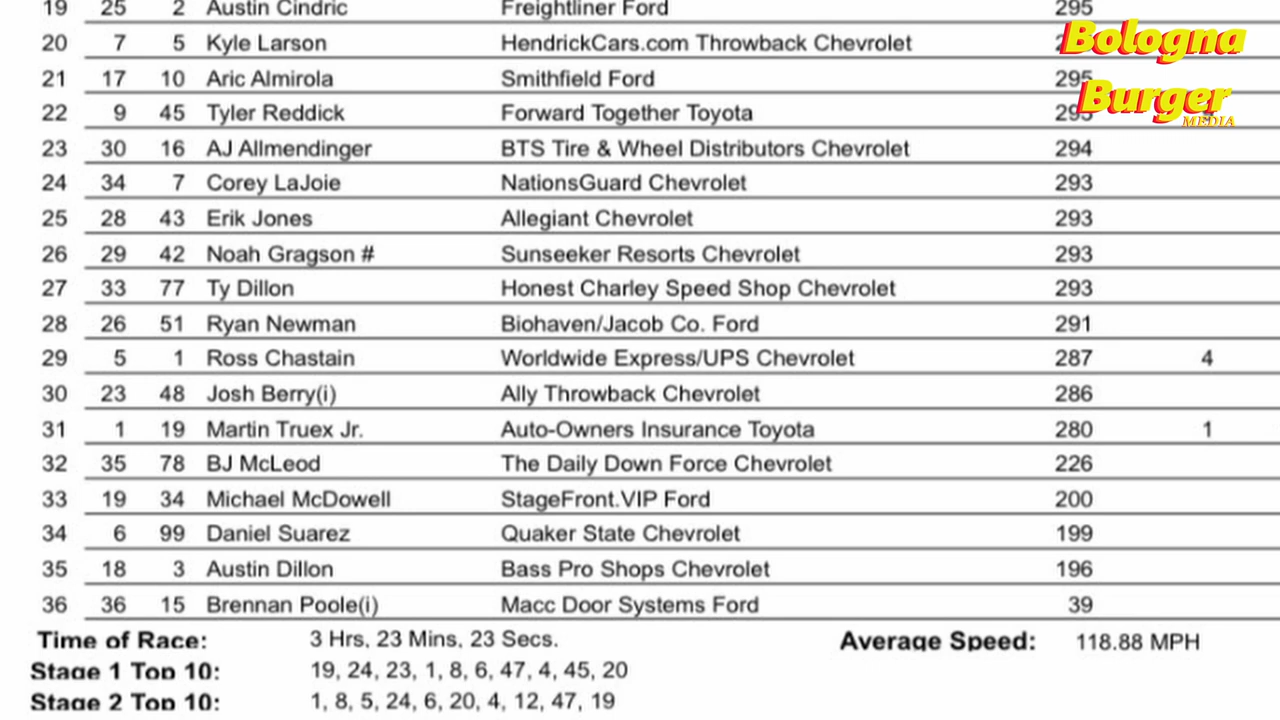 19 25 2 Austin Cindric Freightliner Ford 295
20 7 5 Kyle Larson HendrickCars.com Throwback Chevrolet
21 17 10 Aric Almirola Smithfield Ford 295
22 9 45 Tyler Reddick Forward Together Toyota 295
23 30 16 AJ Allmendinger BTS Tire & Wheel Distributors Chevrolet 294
24 34 7 Corey LaJoie NationsGuard Chevrolet 293
25 28 43 Erik Jones Allegiant Chevrolet 293
26 29 42 Noah Gragson # Sunseeker Resorts Chevrolet 293
27 33 77 Ty Dillon Honest Charley Speed Shop Chevrolet 293
28 26 51 Ryan Newman Biohaven/Jacob Co. Ford 291
29 5 1 Ross Chastain Worldwide Express/UPS Chevrolet 287 4
30 23 48 Josh Berry(i) Ally Throwback Chevrolet 286
31 1 19 Martin Truex Jr. Auto-Owners Insurance Toyota 280 1
32 35 78 BJ McLeod The Daily Down Force Chevrolet 226
33 19 34 Michael McDowell StageFront.VIP Ford 200
34 6 99 Daniel Suarez Quaker State Chevrolet 199
35 18 3 Austin Dillon Bass Pro Shops Chevrolet 196
36 36 15 Brennan Poole(i) Macc Door Systems Ford 39
Time of Race: 3 Hrs, 23 Mins, 23 Secs. Average Speed: 118.88 MPH
Stage 1 Top 10: 19, 24, 23, 1, 8, 6, 47, 4, 45, 20
Stage 2 Top 10: 1, 8, 5, 24, 6, 20, 4, 12, 47, 19
Bologna
Burger
MEDIA